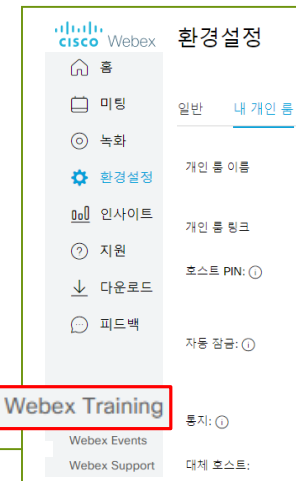 cisco Webex
환경설정
홈
미팅
녹화
환경설정
인사이트
지원
다운로드
피드백
Webex Training
Webex Events
Webex Support
일반 내 개인 룸
개인 룸 이름
개인 룸 링크
호스트 PIN:
자동 잠금:
통지:
대체 호스트: